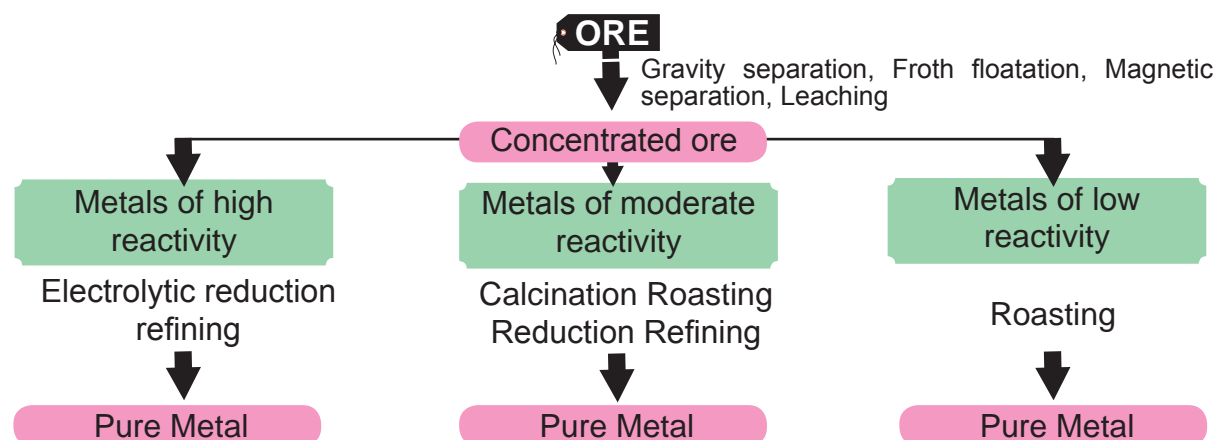 ORE
Gravity separation, Froth floatation, Magnetic
separation, Leaching
Concentrated ore
Metals of high
reactivity
Metals of moderate
reactivity
Metals of low
reactivity
Electrolytic reduction
refining
Calcination Roasting
Reduction Refining
Roasting
Pure Metal
Pure Metal
Pure Metal